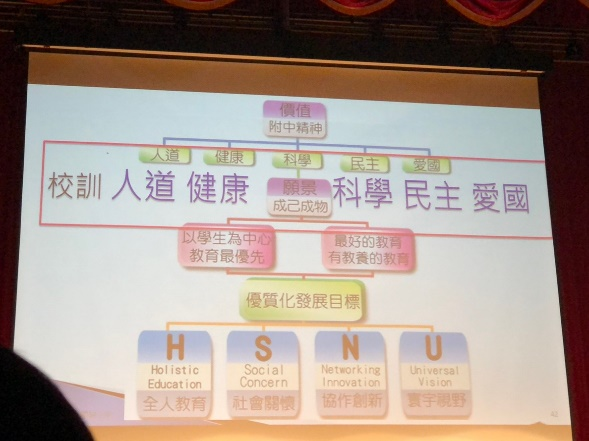 價值
附中精神
人道 健康 科學 民主 愛國
校訓 人道 健康 科學 民主 愛國
願景
成己成物
以學生為中心
教育最優先
最好的教育
有教養的教育
優質化發展目標
H
Holistic
Education
全人教育
S
Social
Concern
社會關懷
N
Networking
Innovation
協作創新
U
Universal
Vision
寰宇視野
42